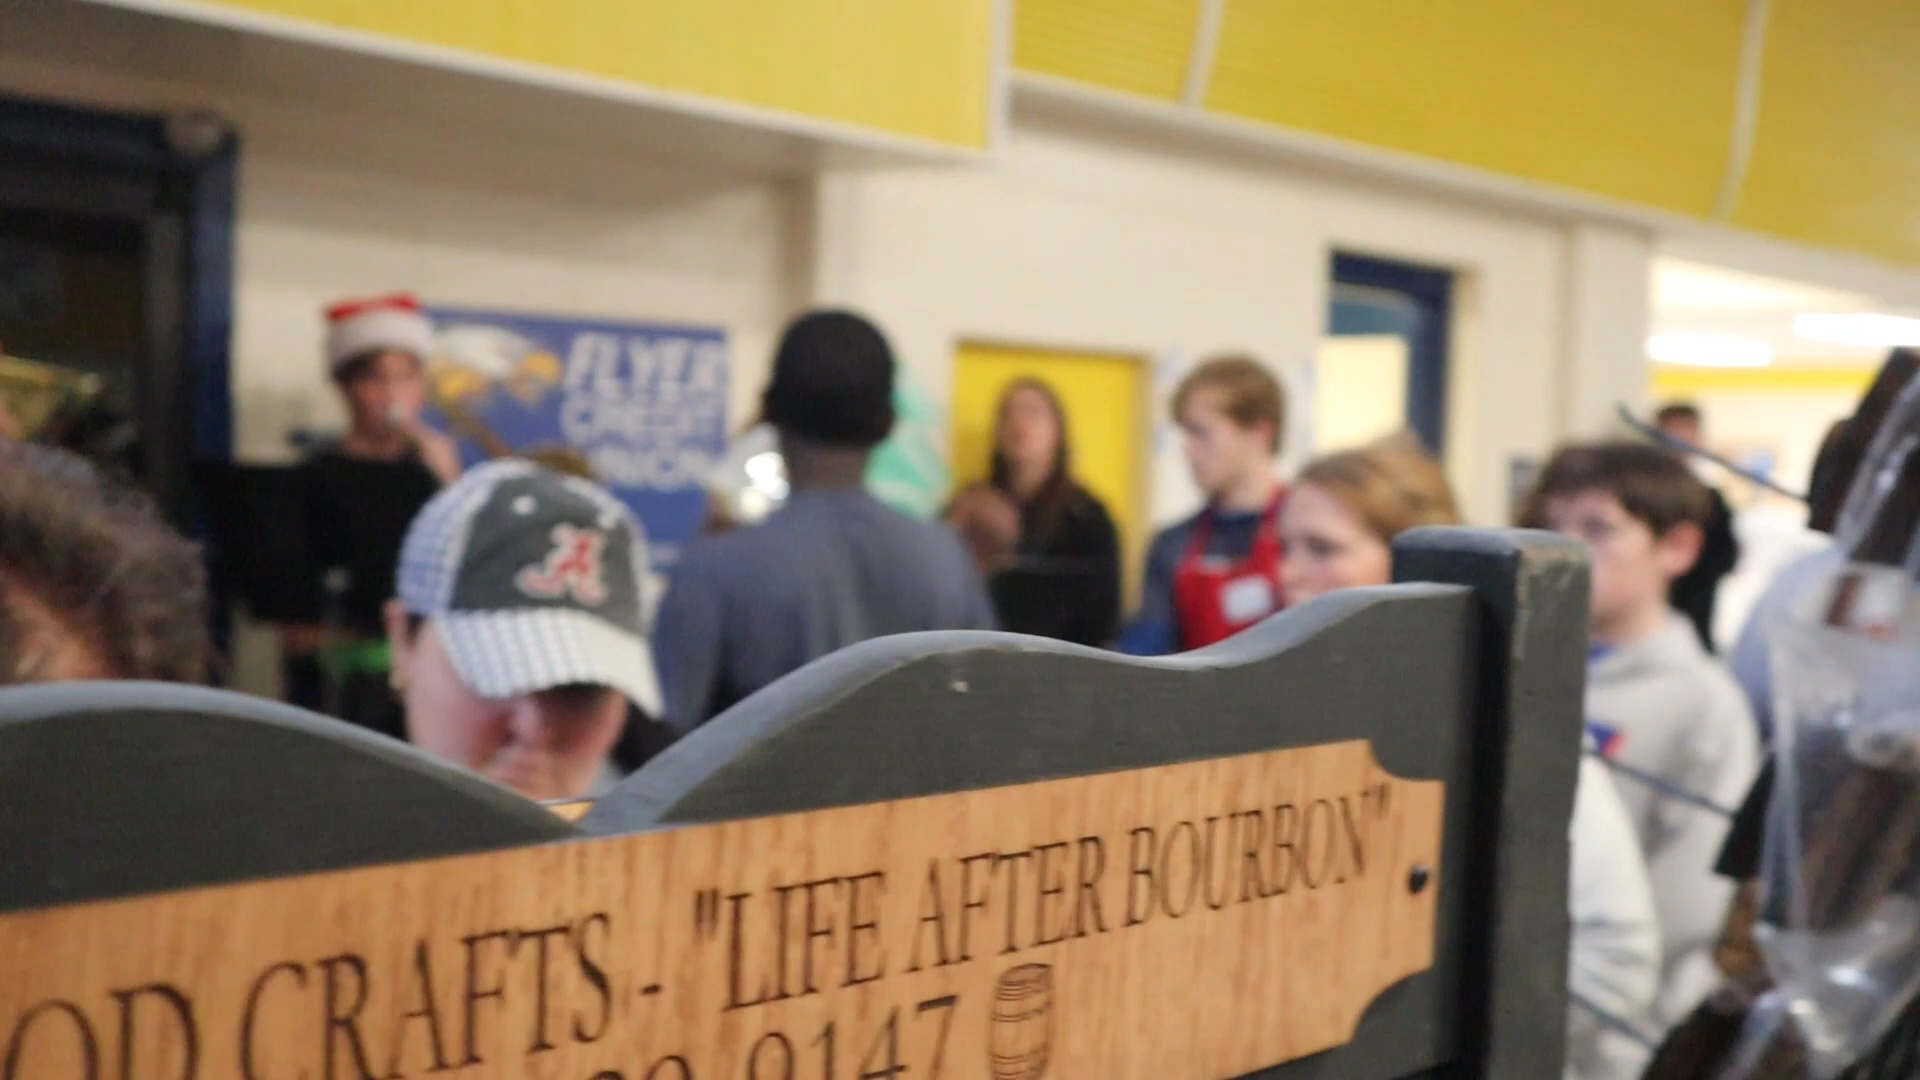 FLYER
CREDIT
UNION
A
OD CRAFTS - "LIFE AFTER BOURBON"
9147